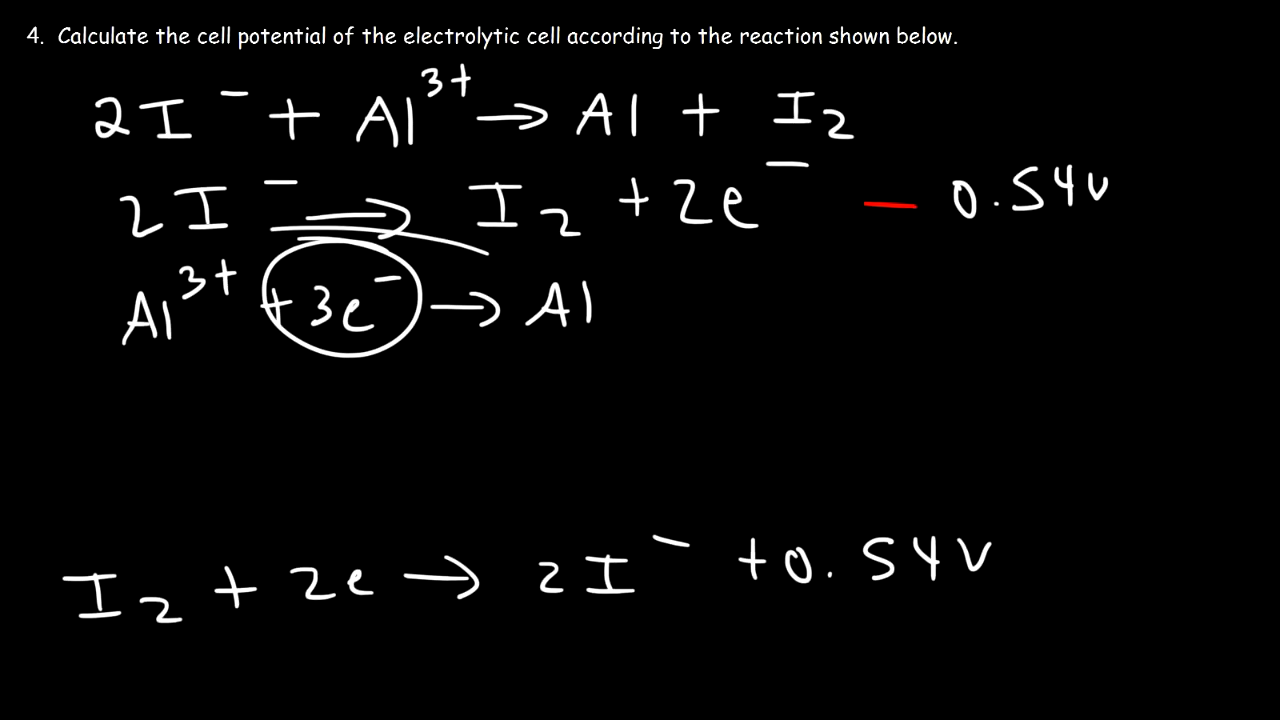 4. Calculate the cell potential of the electrolytic cell according to the reaction shown below.
2I⁻ + Al³⁺ → Al + I₂
2I⁻ → I₂ + 2e⁻ - 0.54v
Al³⁺ + 3e⁻ → Al
I₂ + 2e → 2I⁻ +0.54v